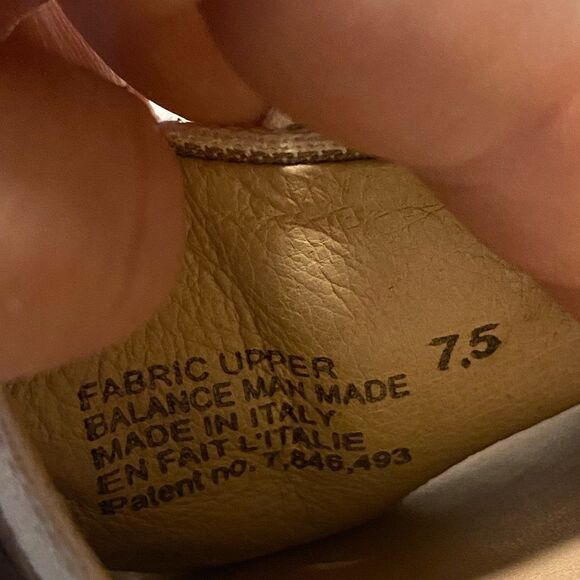 FABRIC UPPER
BALANCE MAN MADE
MADE IN ITALY
EN FAIT L'ITALIE
Patent no. 7,846,493
7.5